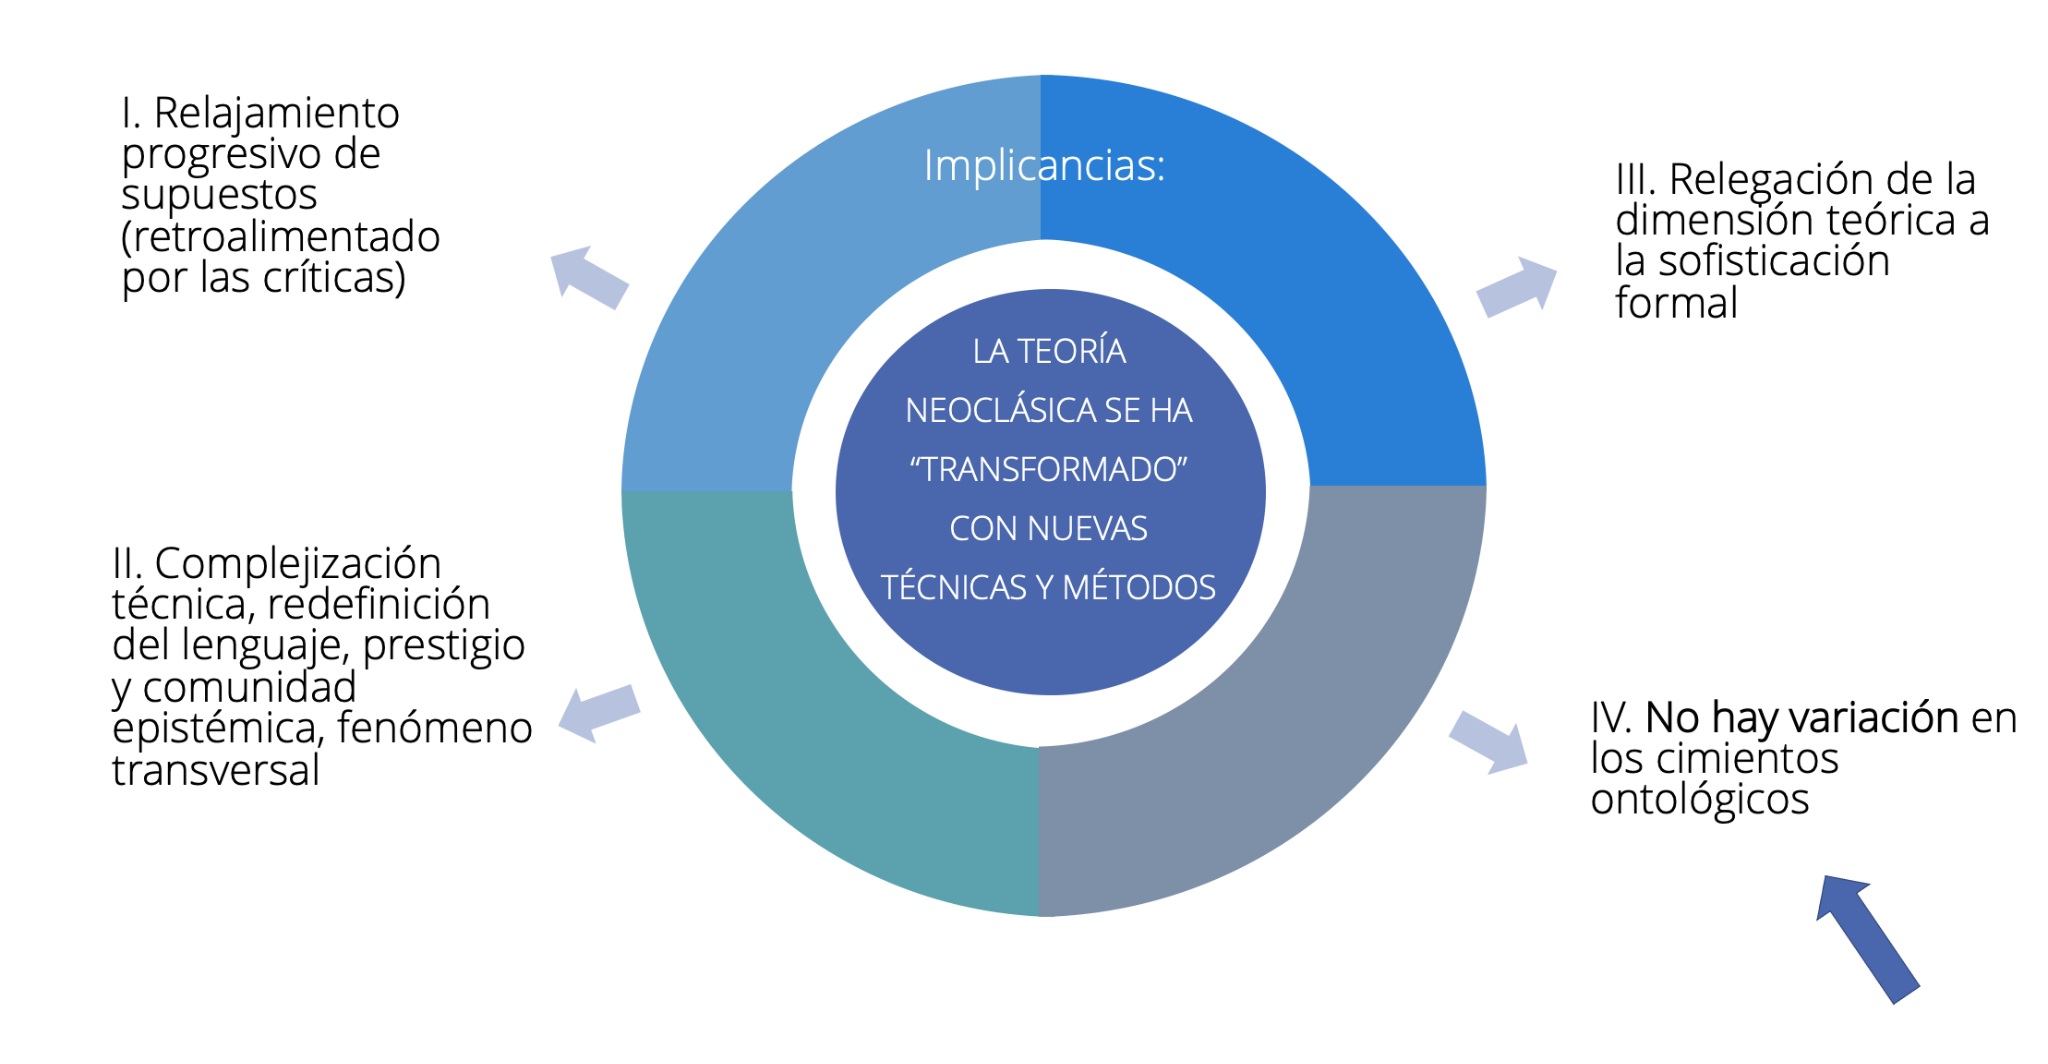 I. Relajamiento
progresivo de
supuestos
(retroalimentado
por las críticas)
II. Complejización
técnica, redefinición
del lenguaje, prestigio
y comunidad
epistémica, fenómeno
transversal
Implicancias:
LA TEORÍA
NEOCLÁSICA SE HA
“TRANSFORMADO”
CON NUEVAS
TÉCNICAS Y MÉTODOS
III. Relegación de la
dimensión teórica a
la sofisticación
formal
IV. No hay variación en
los cimientos
ontológicos